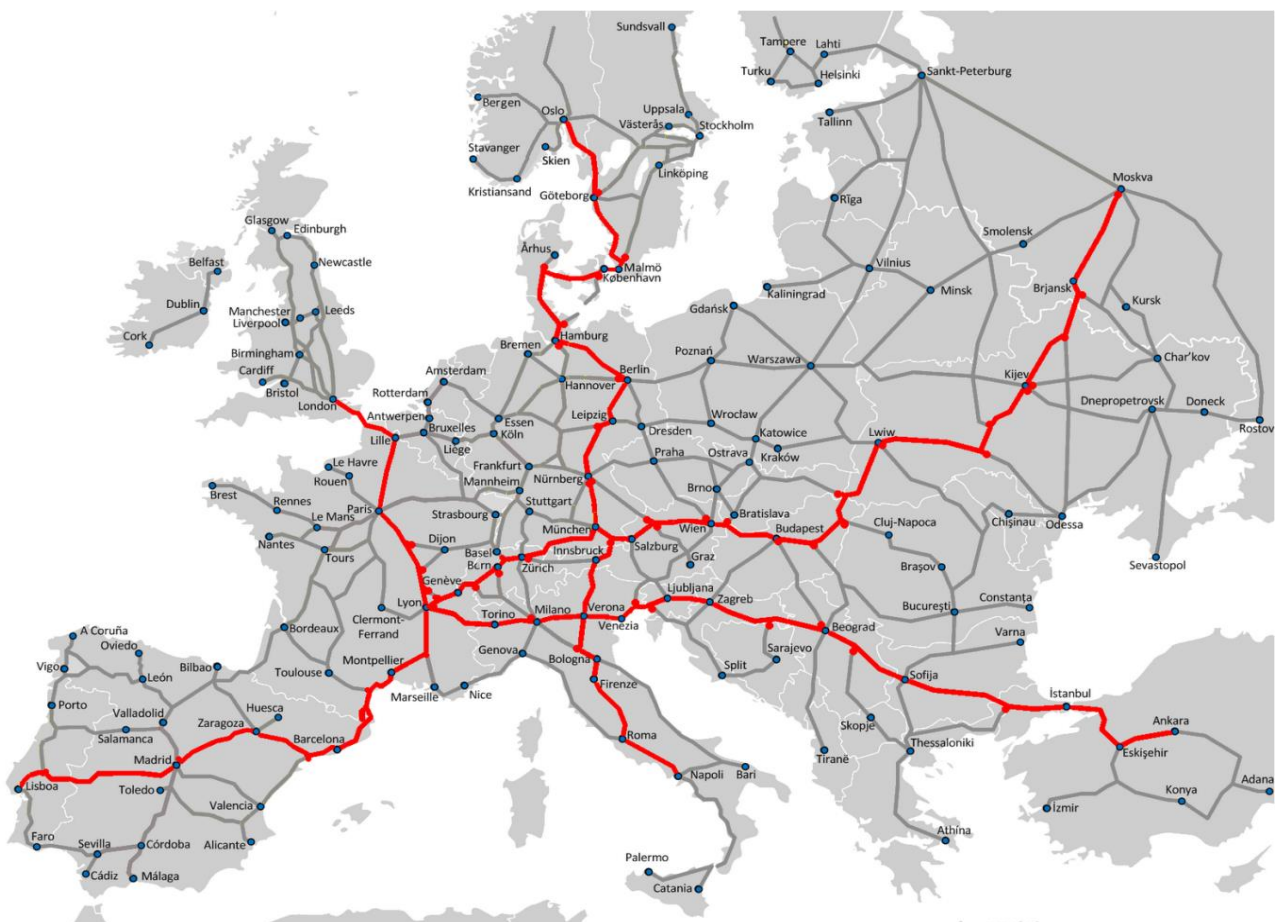 Sundsvall
Tampere
Lahti
Turku
Helsinki
Sankt-Peterburg
Bergen
Oslo
Uppsala
Västerås
Stockholm
Tallinn
Stavanger
Skien
Linköping
Kristiansand
Göteborg
Rīga
Moskva
Glasgow
Edinburgh
Smolensk
Århus
Belfast
Newcastle
Malmö
København
Vilnius
Kaliningrad
Minsk
Brjansk
Dublin
Manchester
Leeds
Liverpool
Gdańsk
Kursk
Cork
Hamburg
Bremen
Birmingham
Poznań
Warszawa
Char'kov
Cardiff
Amsterdam
Hannover
Berlin
Kijev
Bristol
Rotterdam
London
Antwerpen
Essen
Leipzig
Wrocław
Dnepropetrovsk
Doneck
Bruxelles
Köln
Dresden
Katowice
Lwiw
Rostov
Lille
Liège
Praha
Ostrava
Kraków
Le Havre
Frankfurt
Rouen
Mannheim
Nürnberg
Brno
Brest
Rennes
Paris
Stuttgart
Le Mans
Strasbourg
Bratislava
Chişinau
Odessa
München
Wien
Budapest
Cluj-Napoca
Nantes
Tours
Dijon
Basel
Salzburg
Bern
Zürich
Innsbruck
Graz
Sevastopol
Braşov
Genève
Ljubljana
Zagreb
Lyon
Constanţa
Bucureşti
Clermont-
Ferrand
Torino
Milano
Verona
Venezia
Beograd
A Coruña
Bordeaux
Varna
Oviedo
Genova
Bologna
Sarajevo
Vigo
Bilbao
Montpellier
Split
León
Toulouse
Firenze
Sofija
Marseille
Nice
Porto
Huesca
İstanbul
Valladolid
Zaragoza
Skopje
Ankara
Salamanca
Barcelona
Roma
Thessaloniki
Eskişehir
Madrid
Tiranë
Lisboa
Toledo
Napoli
Bari
Adana
Konya
Valencia
İzmir
Faro
Sevilla
Córdoba
Alicante
Athína
Palermo
Cádiz
Málaga
Catania